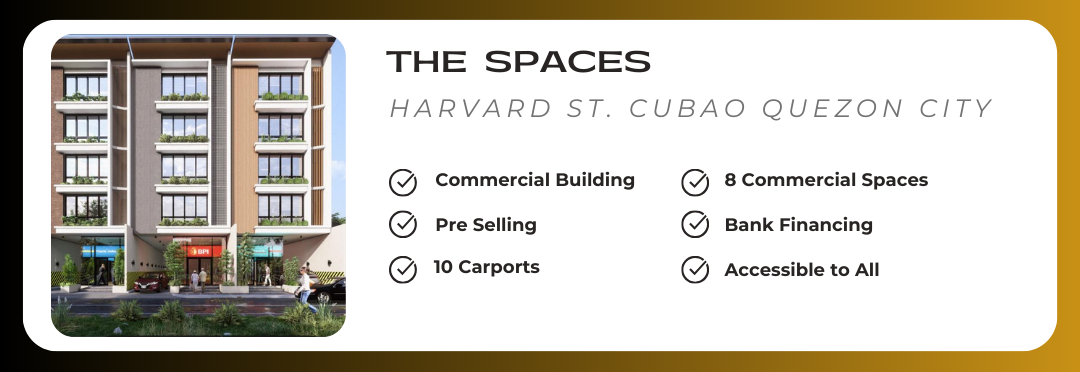 THE SPACES
HARVARD ST. CUBAO QUEZON CITY
Commercial Building
Pre Selling
10 Carports
8 Commercial Spaces
Bank Financing
Accessible to All
BPI